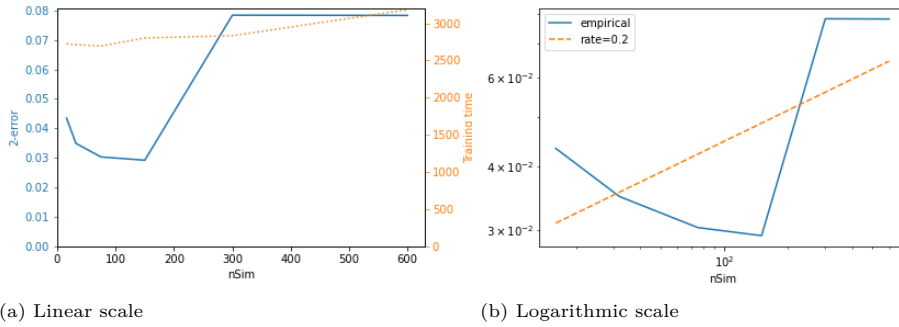 0.08
0.07
0.06
0.05
0.04
0.03
0.02
0.01
0.00
2-error
0 100 200 300 400 500 600
nSim
3000
2500
2000
1500
1000
500
0
Training time
empirical
rate=0.2
6 × 10⁻²
4 × 10⁻²
3 × 10⁻²
10²
nSim
(a) Linear scale
(b) Logarithmic scale